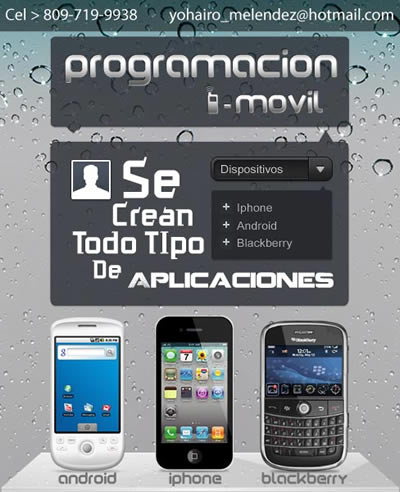 Cel > 809-719-9938 yohairo_melendez@hotmail.com
programacion
i-movil
Se
Crean
Todo TIpo
De APLICACIONES
Dispositivos
+ Iphone
+ Android
+ Blackberry
android iphone blackberry